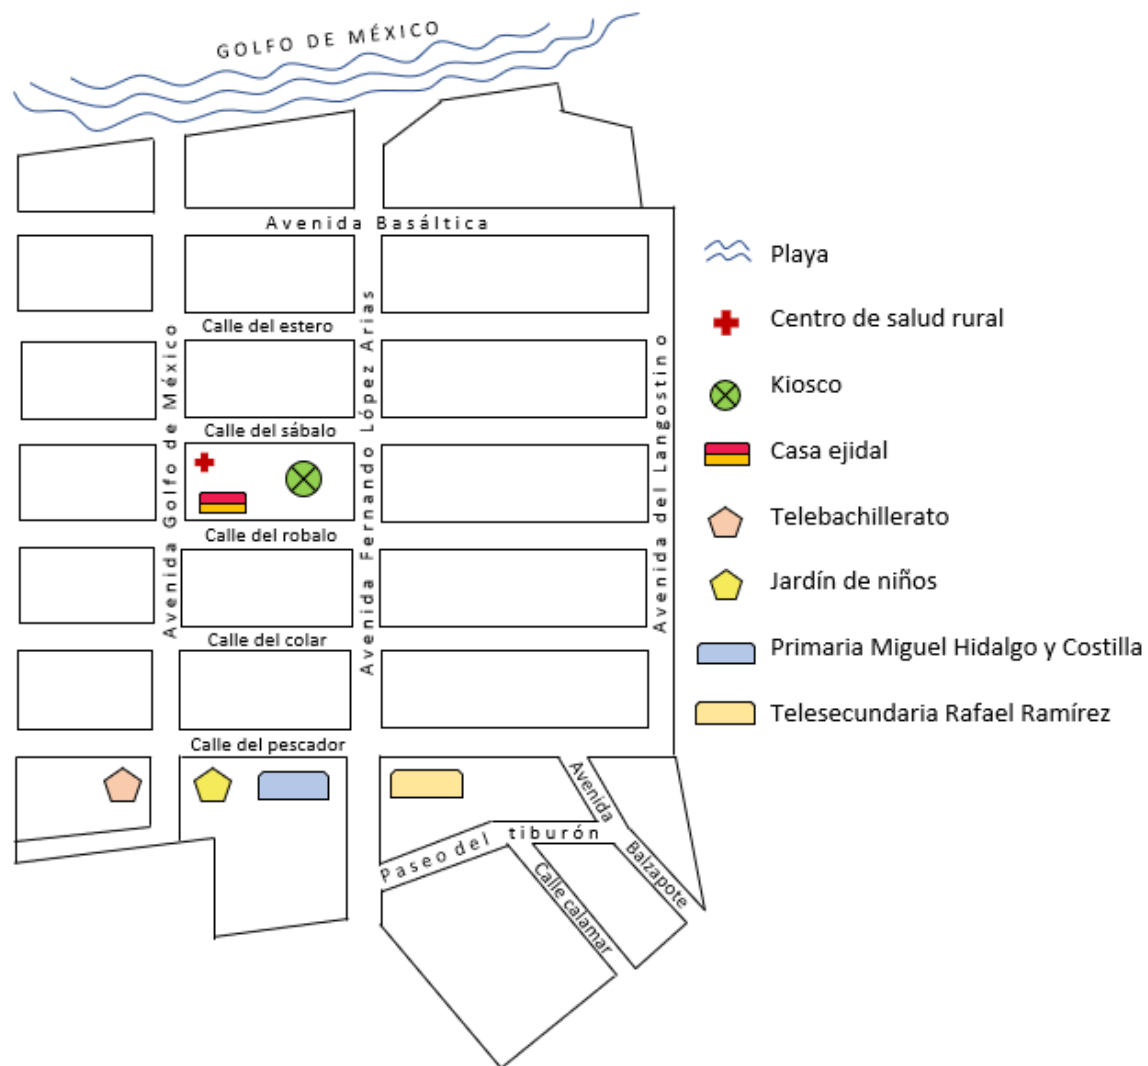 GOLFO DE MÉXICO
Avenida Basáltica
Calle del estero
Calle del sábalo
Calle del robalo
Calle del colar
Calle del pescador
Avenida Golfo de México
Avenida Fernando López Arias
Avenida del Langostino
Avenida Balzapote
Paseo del tiburón
Calle calamar
Playa
Centro de salud rural
Kiosco
Casa ejidal
Telebachillerato
Jardín de niños
Primaria Miguel Hidalgo y Costilla
Telesecundaria Rafael Ramírez